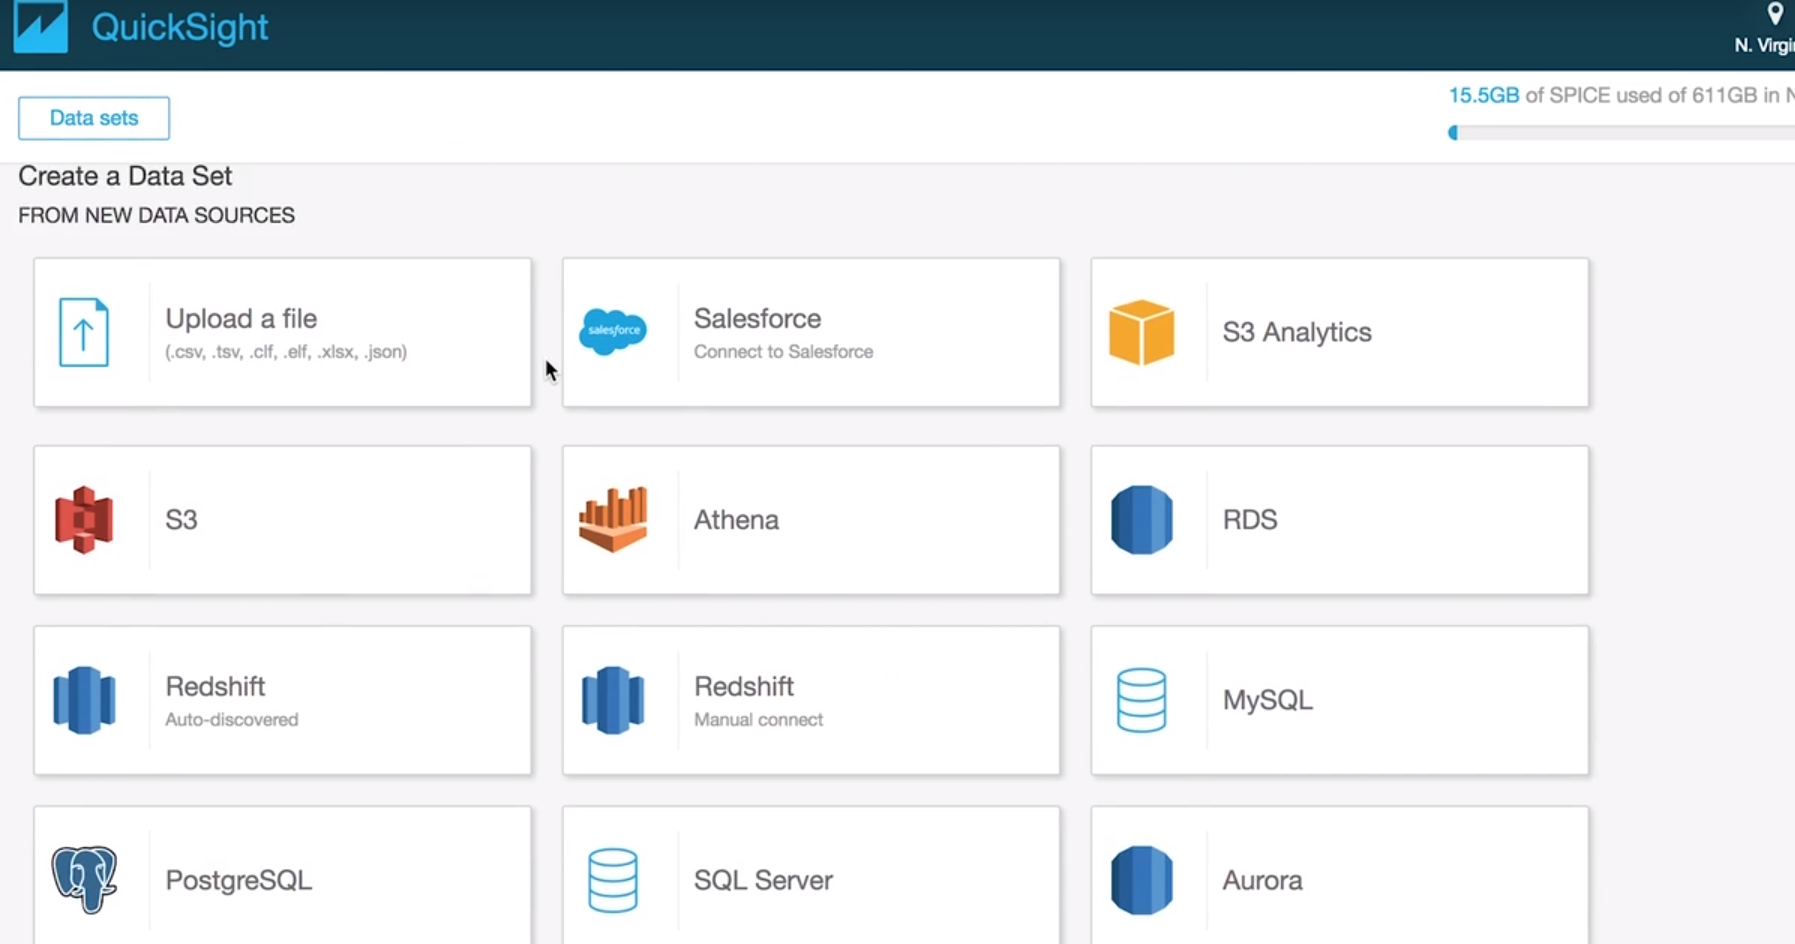 QuickSight
N. Virgi
Data sets
15.5GB of SPICE used of 611GB in N
Create a Data Set
FROM NEW DATA SOURCES
Upload a file
(.csv, .tsv, .clf, .elf, .xlsx, .json)
salesforce
Salesforce
Connect to Salesforce
S3 Analytics
S3
Athena
RDS
Redshift
Auto-discovered
Redshift
Manual connect
MySQL
PostgreSQL
SQL Server
Aurora